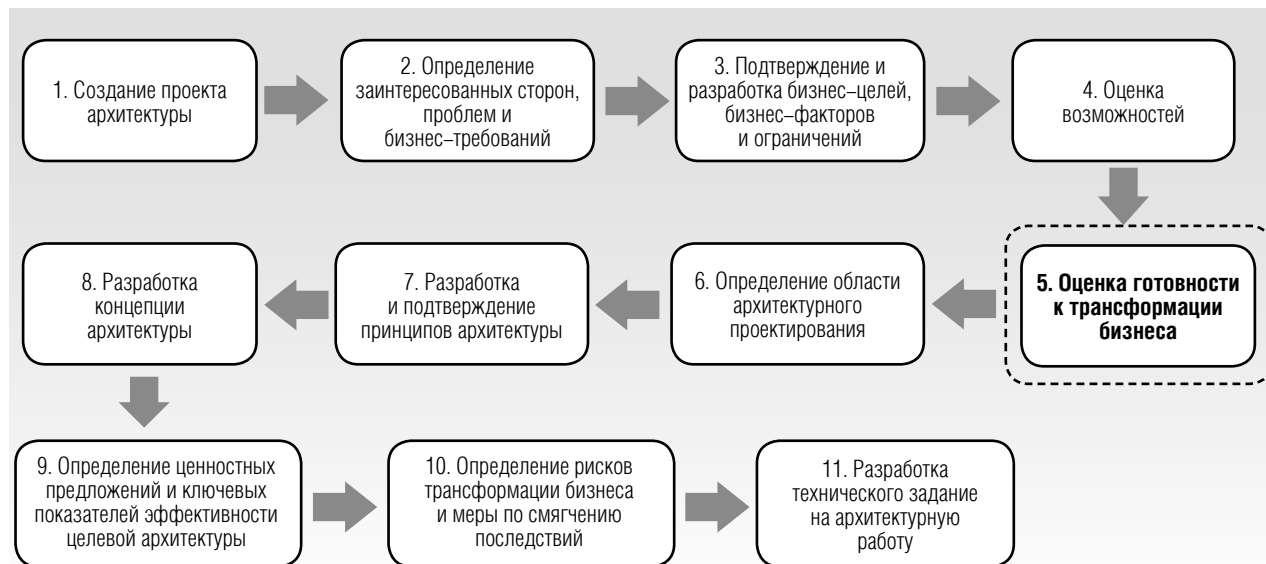 1. Создание проекта
архитектуры
2. Определение
заинтересованных сторон,
проблем и
бизнес–требований
3. Подтверждение и
разработка бизнес–целей,
бизнес–факторов
и ограничений
4. Оценка
возможностей
5. Оценка готовности
к трансформации
бизнеса
6. Определение области
архитектурного
проектирования
7. Разработка
и подтверждение
принципов архитектуры
8. Разработка
концепции
архитектуры
9. Определение ценностных
предложений и ключевых
показателей эффективности
целевой архитектуры
10. Определение рисков
трансформации бизнеса
и меры по смягчению
последствий
11. Разработка
технического задание
на архитектурную
работу